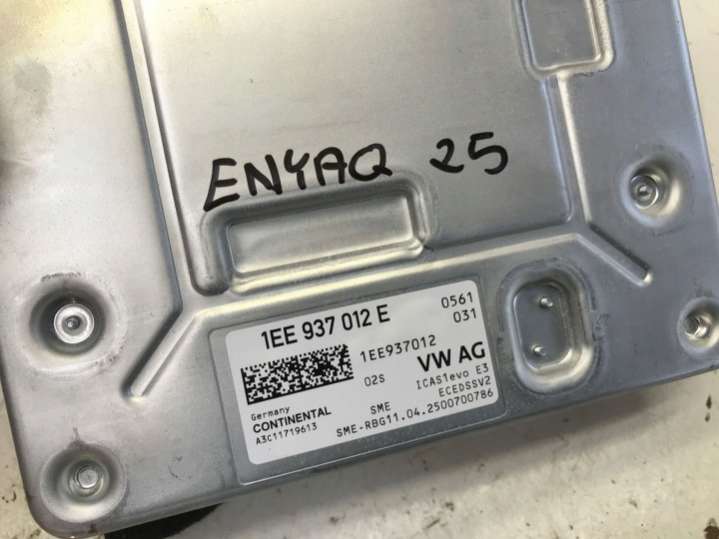 ENYAQ 25
1EE 937 012 E 0561
031
1EE937012
02S VW AG
Germany ICAS1evo E3
CONTINENTAL SME ECEDSSV2
A3C11719613 SME-RBG11.04.2500700786